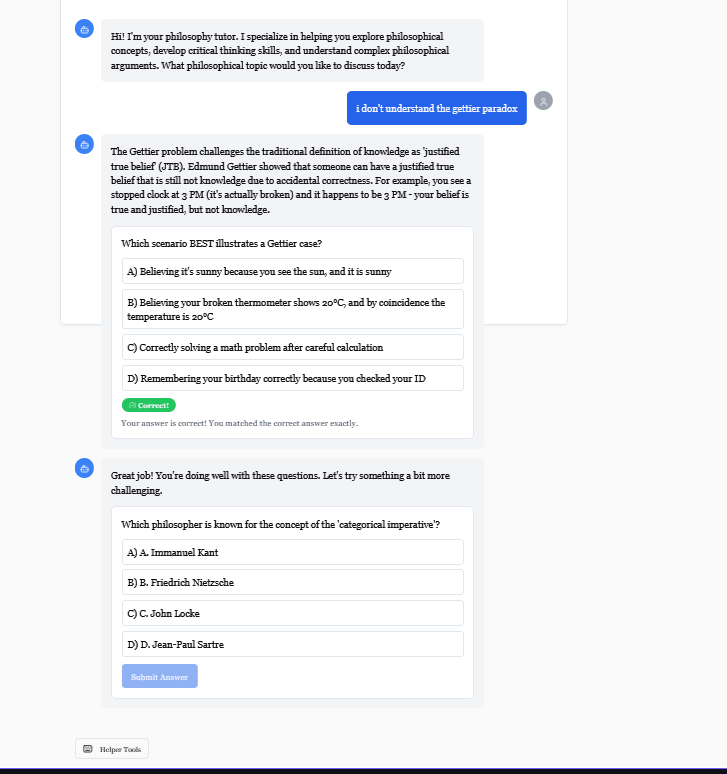 Hi! I'm your philosophy tutor. I specialize in helping you explore philosophical
concepts, develop critical thinking skills, and understand complex philosophical
arguments. What philosophical topic would you like to discuss today?
i don't understand the gettier paradox
The Gettier problem challenges the traditional definition of knowledge as 'justified
true belief' (JTB). Edmund Gettier showed that someone can have a justified true
belief that is still not knowledge due to accidental correctness. For example, you see a
stopped clock at 3 PM (it's actually broken) and it happens to be 3 PM - your belief is
true and justified, but not knowledge.
Which scenario BEST illustrates a Gettier case?
A) Believing it's sunny because you see the sun, and it is sunny
B) Believing your broken thermometer shows 20°C, and by coincidence the
temperature is 20°C
C) Correctly solving a math problem after careful calculation
D) Remembering your birthday correctly because you checked your ID
Correct!
Your answer is correct! You matched the correct answer exactly.
Great job! You're doing well with these questions. Let's try something a bit more
challenging.
Which philosopher is known for the concept of the 'categorical imperative'?
A) A. Immanuel Kant
B) B. Friedrich Nietzsche
C) C. John Locke
D) D. Jean-Paul Sartre
Submit Answer
Helper Tools